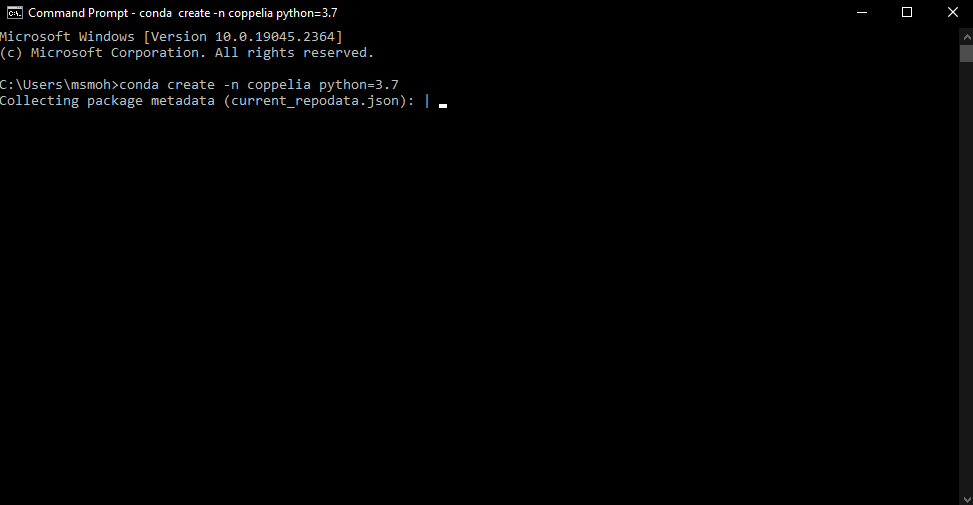 Command Prompt - conda  create -n coppelia python=3.7
Microsoft Windows [Version 10.0.19045.2364]
(c) Microsoft Corporation. All rights reserved.
C:\Users\msmoh>conda create -n coppelia python=3.7
Collecting package metadata (current_repodata.json): |